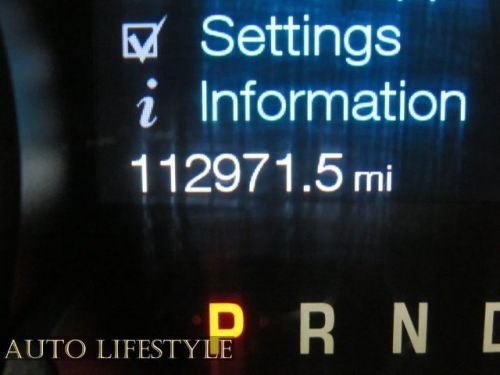 Settings
i Information
112971.5 mi
P R N D
AUTO LIFESTYLE